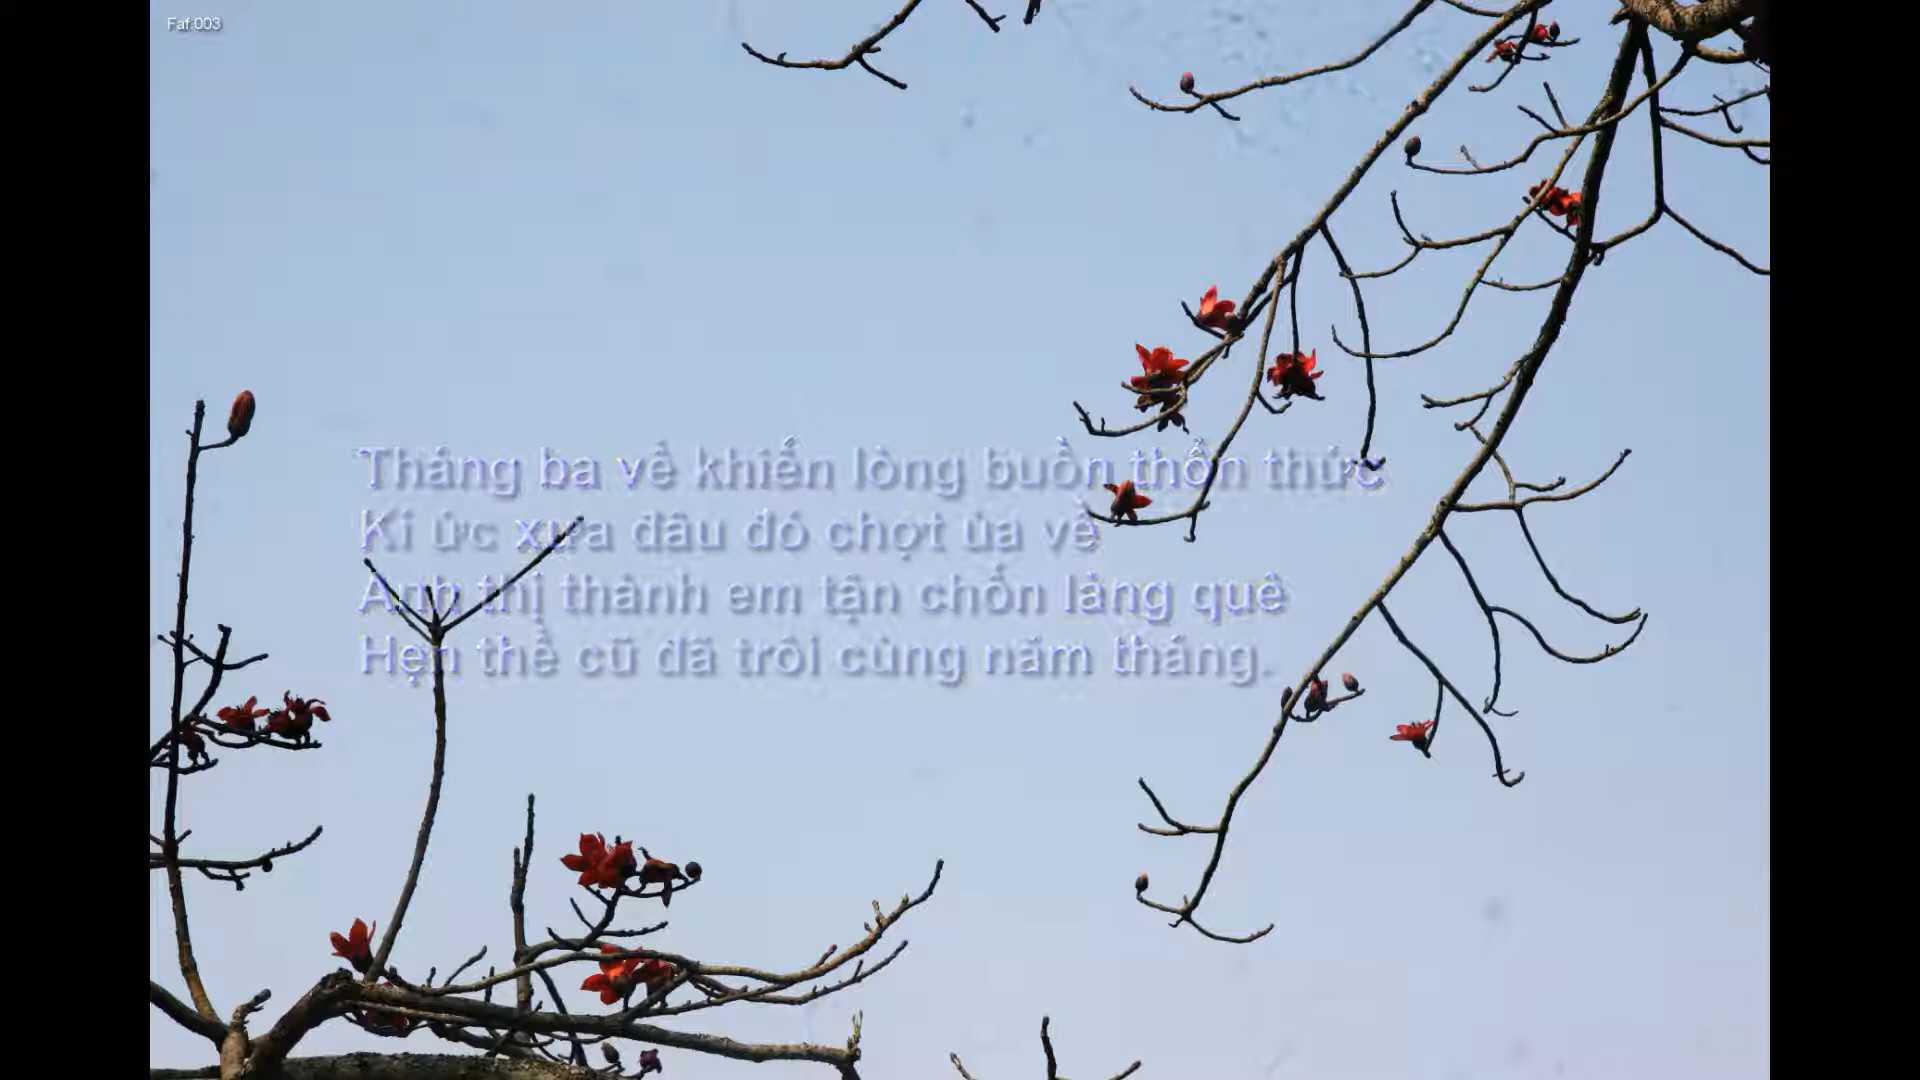 Faf.003
Tháng ba về khiến lòng buồn thổn thức
Kí ức xưa đâu đó chợt ùa về
Anh thị thành em tận chốn làng quê
Hẹn thề cũ đã trôi cùng năm tháng.